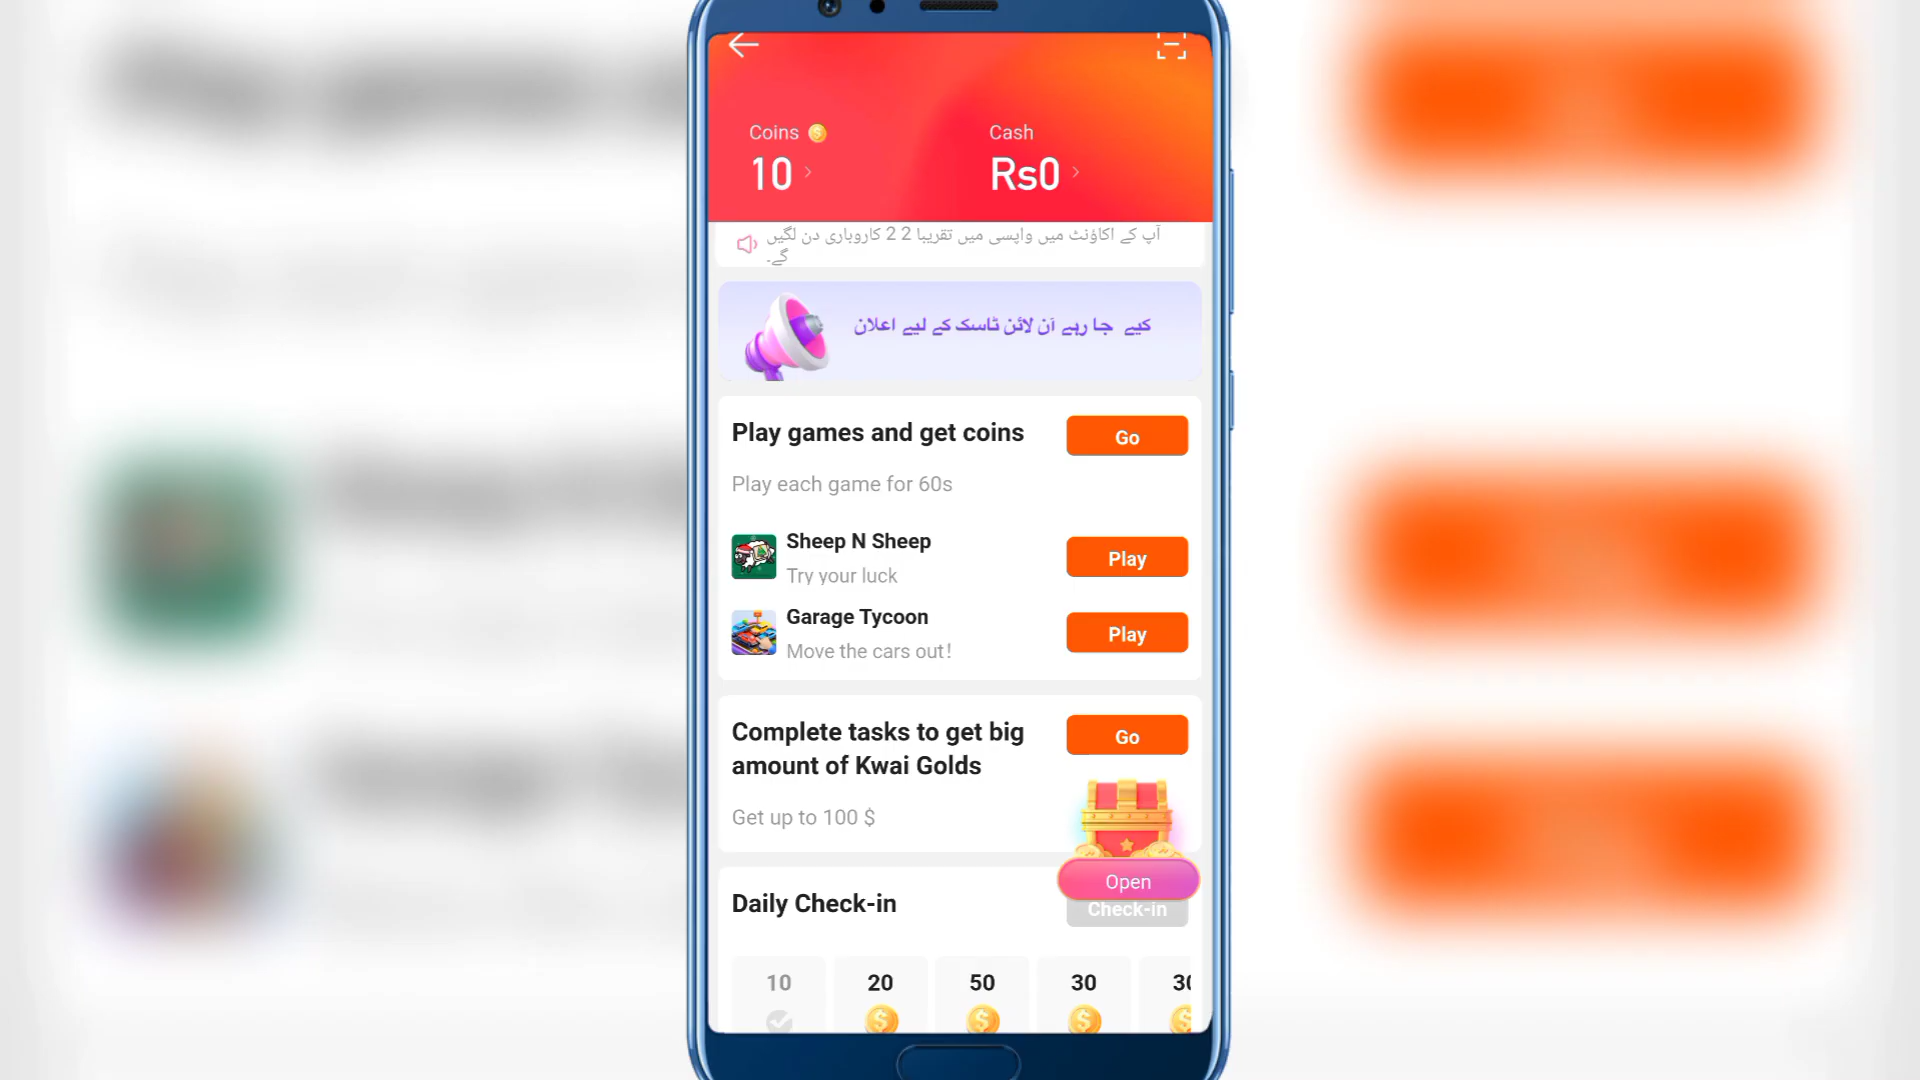 Coins
Cash
10
Rs0
آپ کے اکاؤنٹ میں واپسی میں تقریبا 2 2 کاروباری دن لگیں
گے۔
کیے جا رہے آن لائن ٹاسک کے لیے اعلان
Play games and get coins
Go
Play each game for 60s
Sheep N Sheep
Try your luck
Play
Garage Tycoon
Move the cars out!
Play
Complete tasks to get big
amount of Kwai Golds
Go
Get up to 100 $
Open
Daily Check-in
Check-in
10
20
50
30